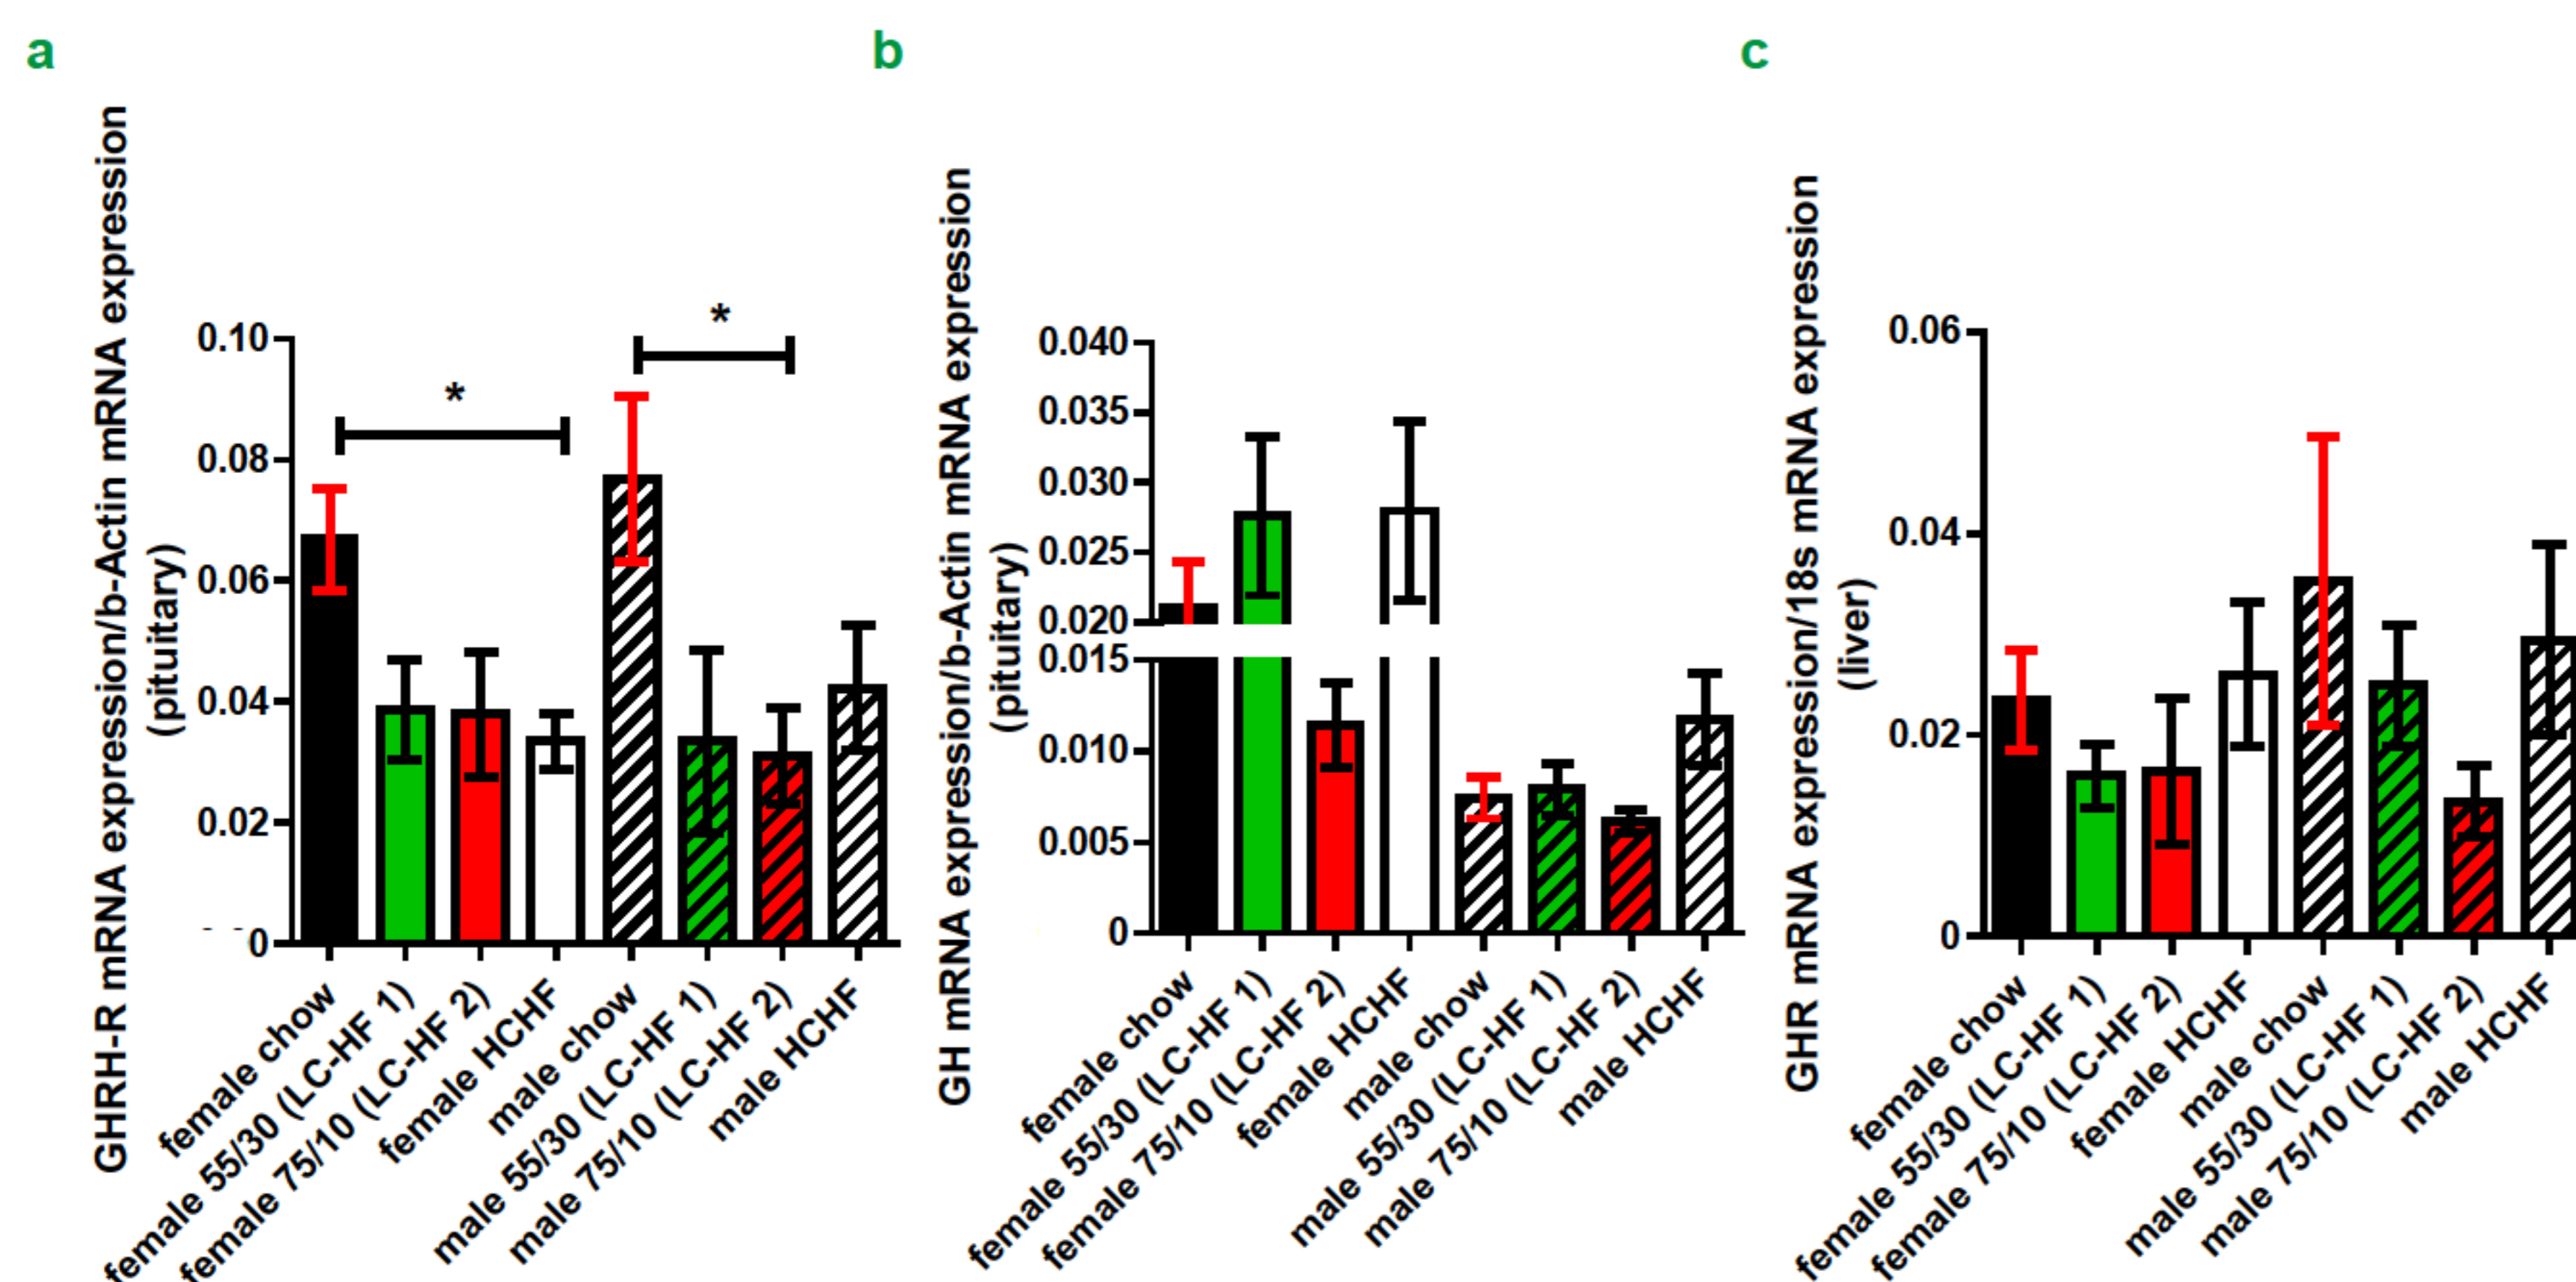 a
GHRH-R mRNA expression/b-Actin mRNA expression
(pituitary)
0.10
0.08
0.06
0.04
0.02
0
*
*
female chow
female 55/30 (LC-HF 1)
female 75/10 (LC-HF 2)
female HCHF
male chow
male 55/30 (LC-HF 1)
male 75/10 (LC-HF 2)
male HCHF
b
GH mRNA expression/b-Actin mRNA expression
(pituitary)
0.040
0.035
0.030
0.025
0.020
0.015
0.010
0.005
0
female chow
female 55/30 (LC-HF 1)
female 75/10 (LC-HF 2)
female HCHF
male chow
male 55/30 (LC-HF 1)
male 75/10 (LC-HF 2)
male HCHF
c
GHR mRNA expression/18s mRNA expression
(liver)
0.06
0.04
0.02
0
female chow
female 55/30 (LC-HF 1)
female 75/10 (LC-HF 2)
female HCHF
male chow
male 55/30 (LC-HF 1)
male 75/10 (LC-HF 2)
male HCHF